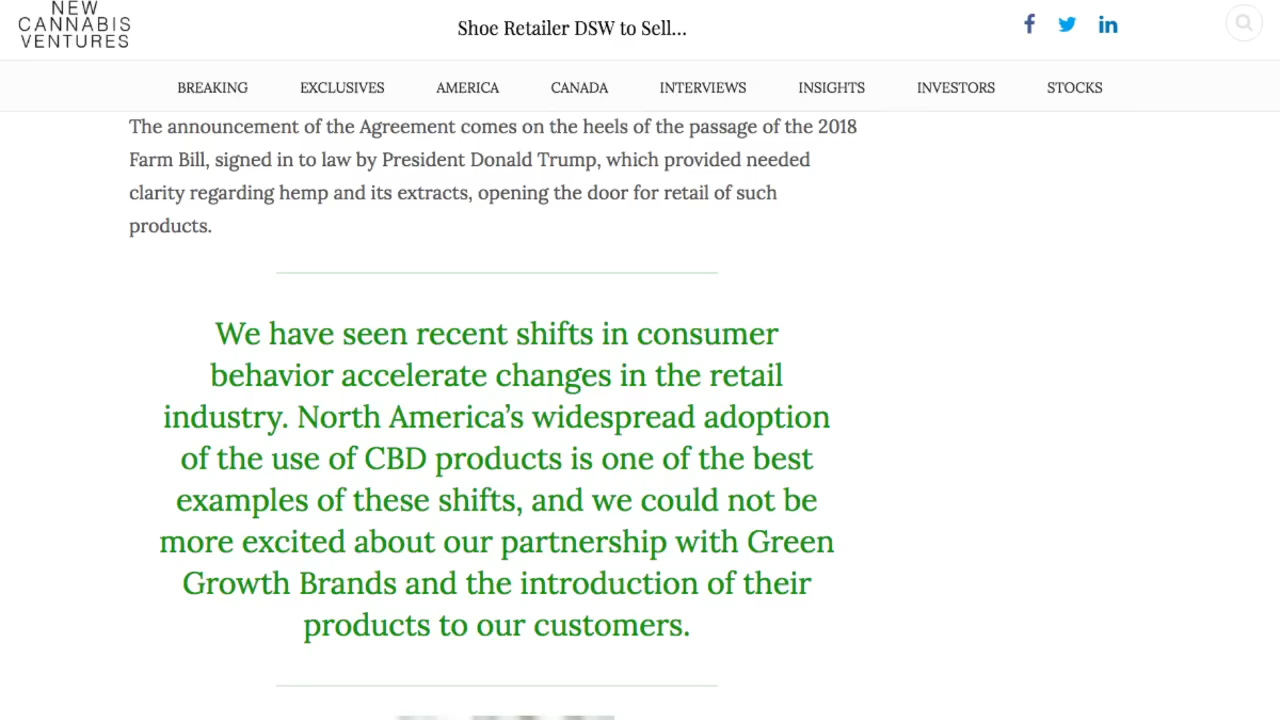 NEW
CANNABIS
VENTURES
Shoe Retailer DSW to Sell...
BREAKING EXCLUSIVES AMERICA CANADA INTERVIEWS INSIGHTS INVESTORS STOCKS
The announcement of the Agreement comes on the heels of the passage of the 2018
Farm Bill, signed in to law by President Donald Trump, which provided needed
clarity regarding hemp and its extracts, opening the door for retail of such
products.
We have seen recent shifts in consumer
behavior accelerate changes in the retail
industry. North America’s widespread adoption
of the use of CBD products is one of the best
examples of these shifts, and we could not be
more excited about our partnership with Green
Growth Brands and the introduction of their
products to our customers.